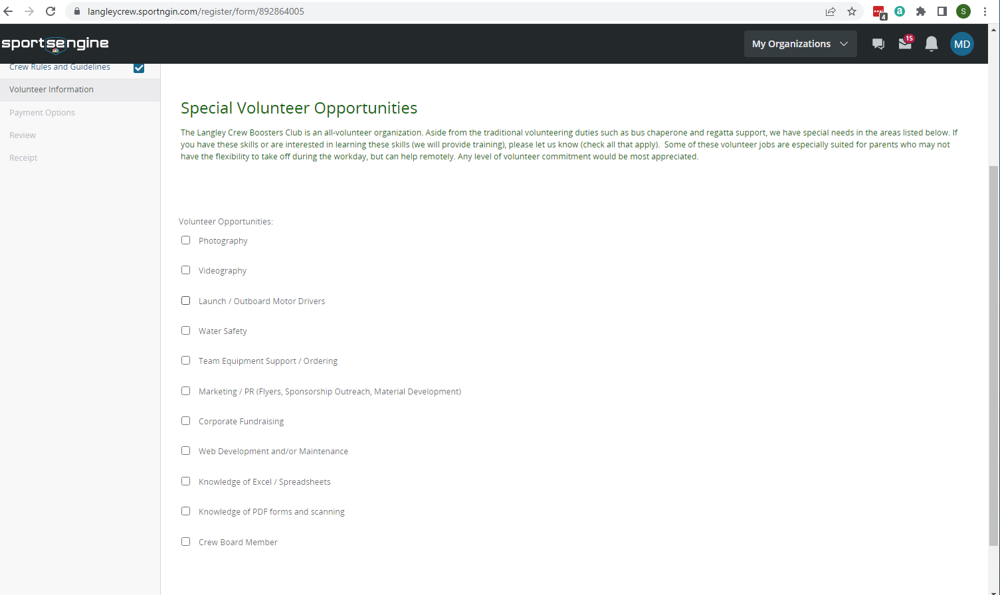 langleycrew.sportngin.com/register/form/892864005
4
S
sportsengine
My Organizations
15
MD
Crew Rules and Guidelines
Volunteer Information
Payment Options
Review
Receipt
Special Volunteer Opportunities
The Langley Crew Boosters Club is an all-volunteer organization. Aside from the traditional volunteering duties such as bus chaperone and regatta support, we have special needs in the areas listed below. If
you have these skills or are interested in learning these skills (we will provide training), please let us know (check all that apply).  Some of these volunteer jobs are especially suited for parents who may not
have the flexibility to take off during the workday, but can help remotely. Any level of volunteer commitment would be most appreciated.
Volunteer Opportunities:
Photography
Videography
Launch / Outboard Motor Drivers
Water Safety
Team Equipment Support / Ordering
Marketing / PR (Flyers, Sponsorship Outreach, Material Development)
Corporate Fundraising
Web Development and/or Maintenance
Knowledge of Excel / Spreadsheets
Knowledge of PDF forms and scanning
Crew Board Member